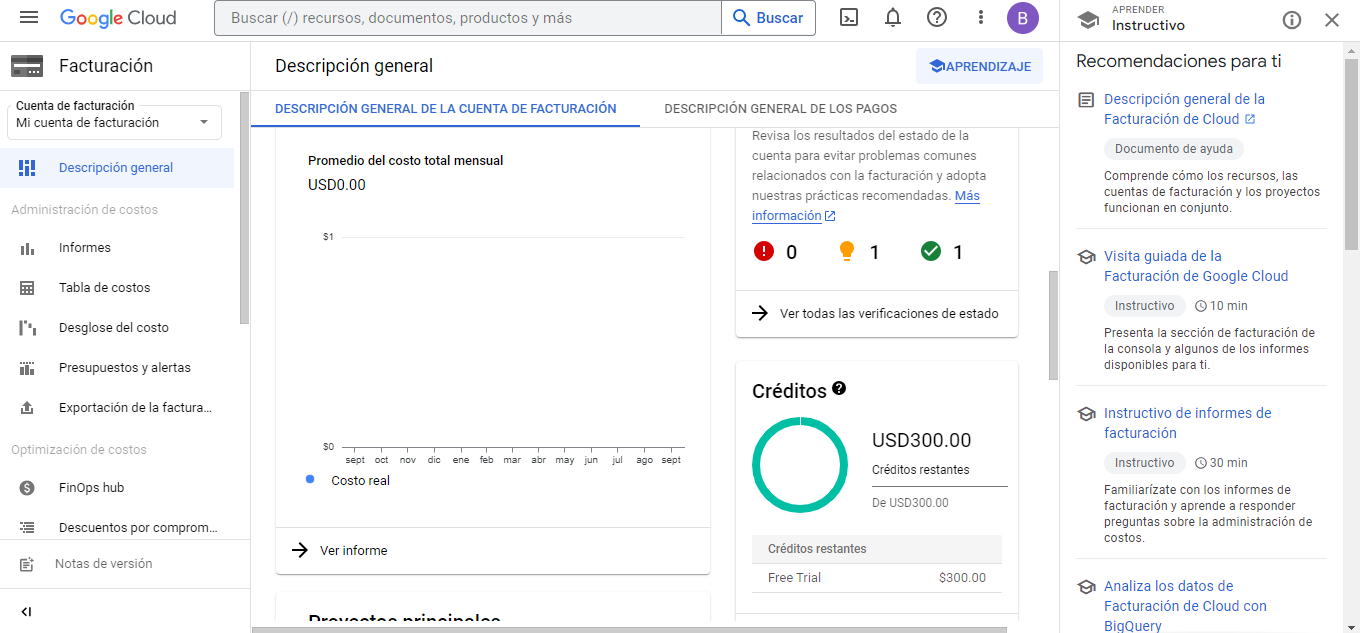 Google Cloud
Buscar (/) recursos, documentos, productos y más
Buscar
B
APRENDER
Instructivo
Facturación
Cuenta de facturación
Mi cuenta de facturación
Descripción general
Administración de costos
Informes
Tabla de costos
Desglose del costo
Presupuestos y alertas
Exportación de la factura...
Optimización de costos
FinOps hub
Descuentos por comprom...
Notas de versión
Descripción general
APRENDIZAJE
DESCRIPCIÓN GENERAL DE LA CUENTA DE FACTURACIÓN
DESCRIPCIÓN GENERAL DE LOS PAGOS
Promedio del costo total mensual
USD0.00
$1
$0
sept oct nov dic ene feb mar abr may jun jul ago sept
Costo real
Ver informe
Proyectos principales
Revisa los resultados del estado de la
cuenta para evitar problemas comunes
relacionados con la facturación y adopta
nuestras prácticas recomendadas. Más
información
0 1 1
Ver todas las verificaciones de estado
Créditos
USD300.00
Créditos restantes
De USD300.00
Créditos restantes
Free Trial $300.00
Recomendaciones para ti
Descripción general de la
Facturación de Cloud
Documento de ayuda
Comprende cómo los recursos, las
cuentas de facturación y los proyectos
funcionan en conjunto.
Visita guiada de la
Facturación de Google Cloud
Instructivo 10 min
Presenta la sección de facturación de
la consola y algunos de los informes
disponibles para ti.
Instructivo de informes de
facturación
Instructivo 30 min
Familiarízate con los informes de
facturación y aprende a responder
preguntas sobre la administración de
costos.
Analiza los datos de
Facturación de Cloud con
BigQuery